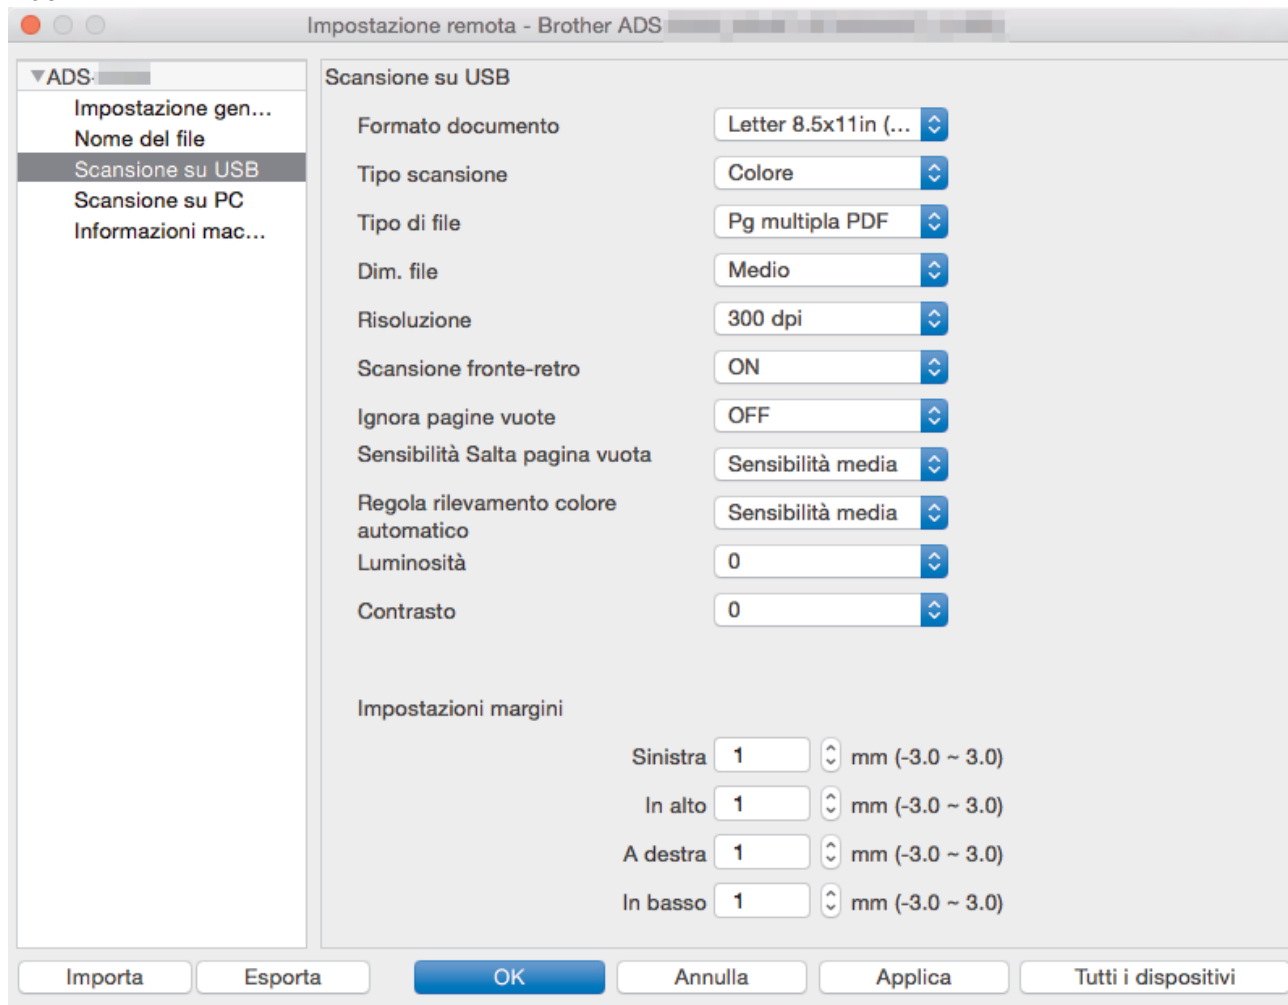 Impostazione remota - Brother ADS
ADS-
Impostazione gen...
Nome del file
Scansione su USB
Scansione su PC
Informazioni mac...
Scansione su USB
Formato documento Letter 8.5x11in (...
Tipo scansione Colore
Tipo di file Pg multipla PDF
Dim. file Medio
Risoluzione 300 dpi
Scansione fronte-retro ON
Ignora pagine vuote OFF
Sensibilità Salta pagina vuota Sensibilità media
Regola rilevamento colore
automatico Sensibilità media
Luminosità 0
Contrasto 0
Impostazioni margini
Sinistra 1 mm (-3.0 ~ 3.0)
In alto 1 mm (-3.0 ~ 3.0)
A destra 1 mm (-3.0 ~ 3.0)
In basso 1 mm (-3.0 ~ 3.0)
Importa Esporta OK Annulla Applica Tutti i dispositivi